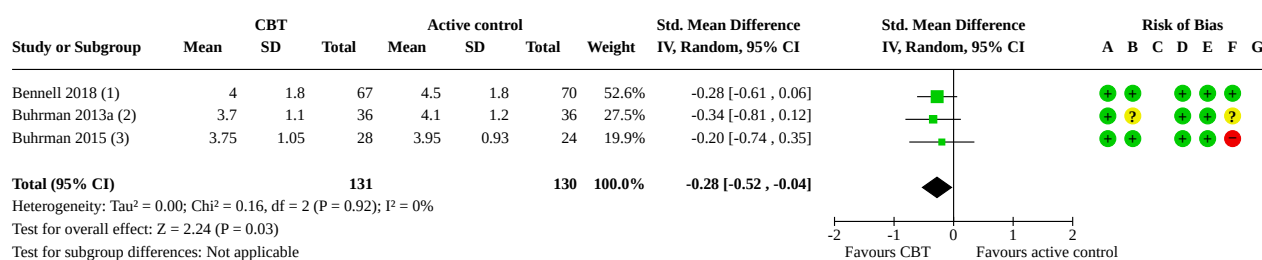 CBT Active control Std. Mean Difference Std. Mean Difference Risk of Bias
Study or Subgroup Mean SD Total Mean SD Total Weight IV, Random, 95% CI IV, Random, 95% CI A B C D E F G
Bennell 2018 (1) 4 1.8 67 4.5 1.8 70 52.6% -0.28 [-0.61 , 0.06] + + + + +
Buhrman 2013a (2) 3.7 1.1 36 4.1 1.2 36 27.5% -0.34 [-0.81 , 0.12] + ? + + ?
Buhrman 2015 (3) 3.75 1.05 28 3.95 0.93 24 19.9% -0.20 [-0.74 , 0.35] + + + + −
Total (95% CI) 131 130 100.0% -0.28 [-0.52 , -0.04]
Heterogeneity: Tau² = 0.00; Chi² = 0.16, df = 2 (P = 0.92); I² = 0%
Test for overall effect: Z = 2.24 (P = 0.03)
-2 -1 0 1 2
Test for subgroup differences: Not applicable Favours CBT Favours active control